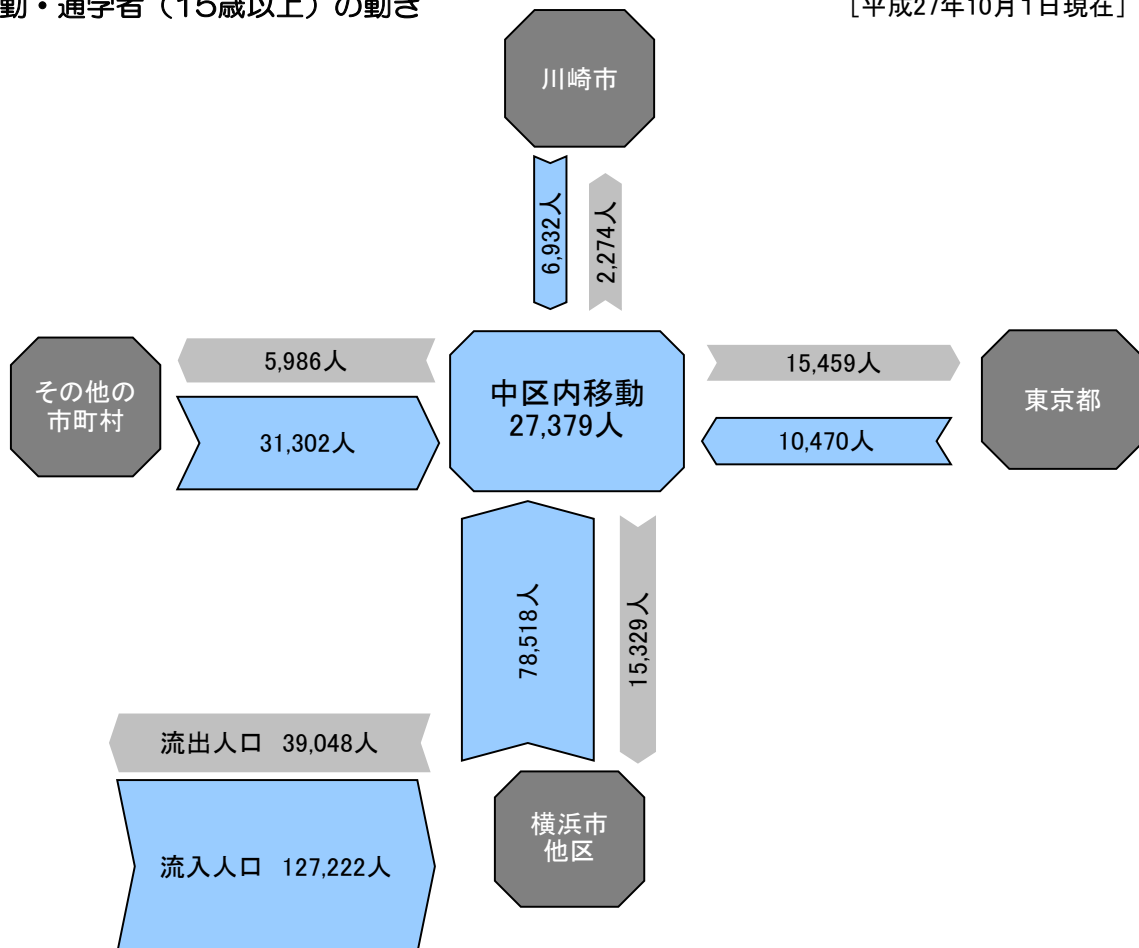 動・通学者（15歳以上）の動き
［平成27年10月1日現在］
川崎市
6,932人
2,274人
その他の
市町村
5,986人
31,302人
中区内移動
27,379人
15,459人
10,470人
東京都
78,518人
15,329人
流出人口 39,048人
流入人口 127,222人
横浜市
他区